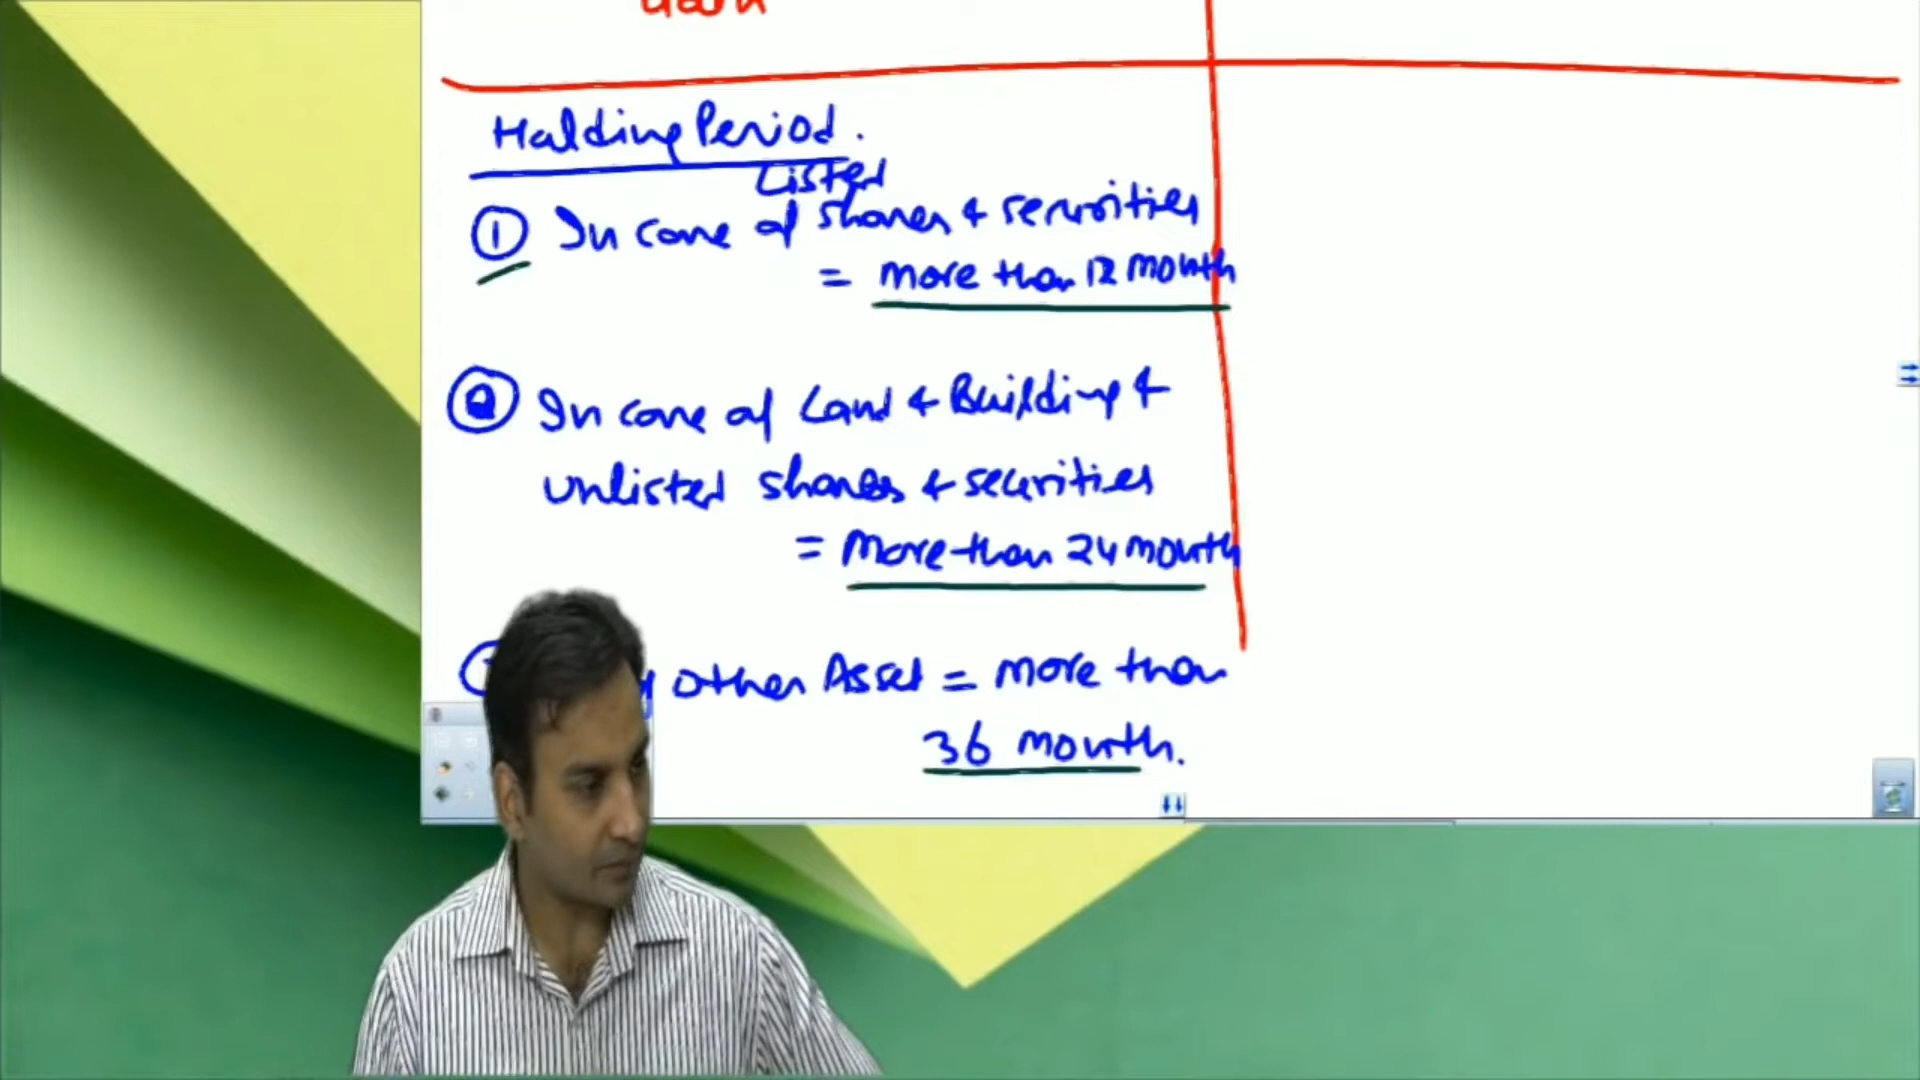 Gain
Holding Period.
Listed
① In case of shares & securities
= more than 12 month
② In case of Land & Building &
unlisted shares & securities
= more than 24 month
other Asset = more than
36 month.